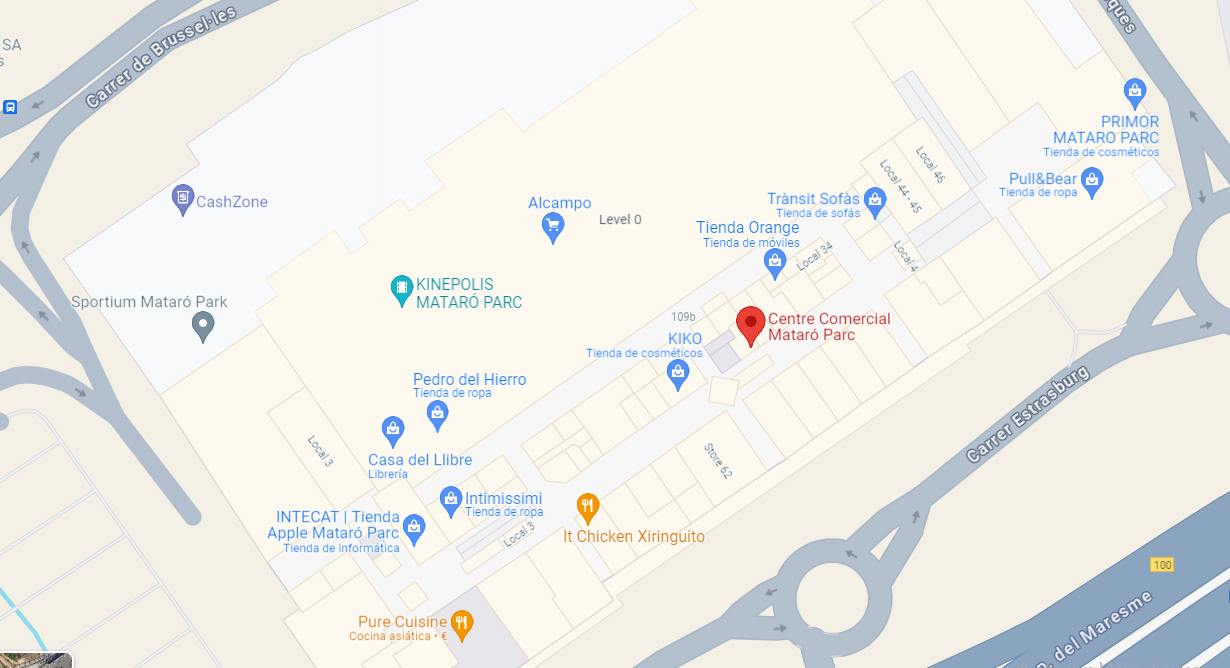 Carrer de Brussel·les
SA
CashZone
Alcampo
Level 0
PRIMOR
MATARO PARC
Tienda de cosméticos
Local 46
Local 44 - 45
Pull&Bear
Tienda de ropa
Trànsit Sofàs
Tienda de sofás
Tienda Orange
Tienda de móviles
Local 34
Local 4
KINEPOLIS
MATARÓ PARC
Sportium Mataró Park
109b
Centre Comercial
Mataró Parc
KIKO
Tienda de cosméticos
Pedro del Hierro
Tienda de ropa
Carrer Estrasburg
Local 3
Casa del Llibre
Librería
Store 62
Intimissimi
Tienda de ropa
INTECAT | Tienda
Apple Mataró Parc
Tienda de informática
Local 3
It Chicken Xiringuito
100
Pure Cuisine
Cocina asiática • €
del Maresme